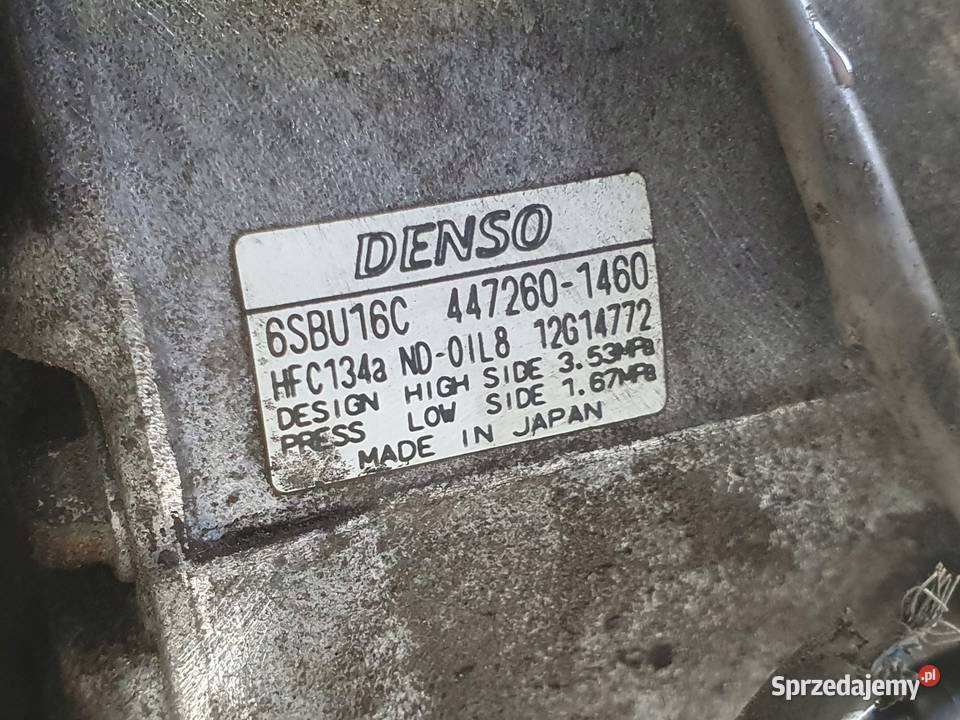 DENSO
6SBU16C 447260-1460
HFC134a ND-OIL8 12G14772
DESIGN HIGH SIDE 3.53MPa
PRESS LOW SIDE 1.67MPa
MADE IN JAPAN
Sprzedajemy.pl